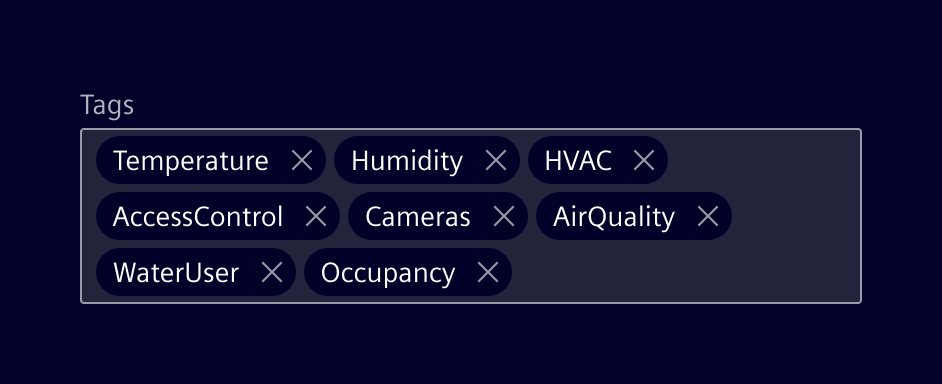 Tags
Temperature Humidity HVAC
AccessControl Cameras AirQuality
WaterUser Occupancy